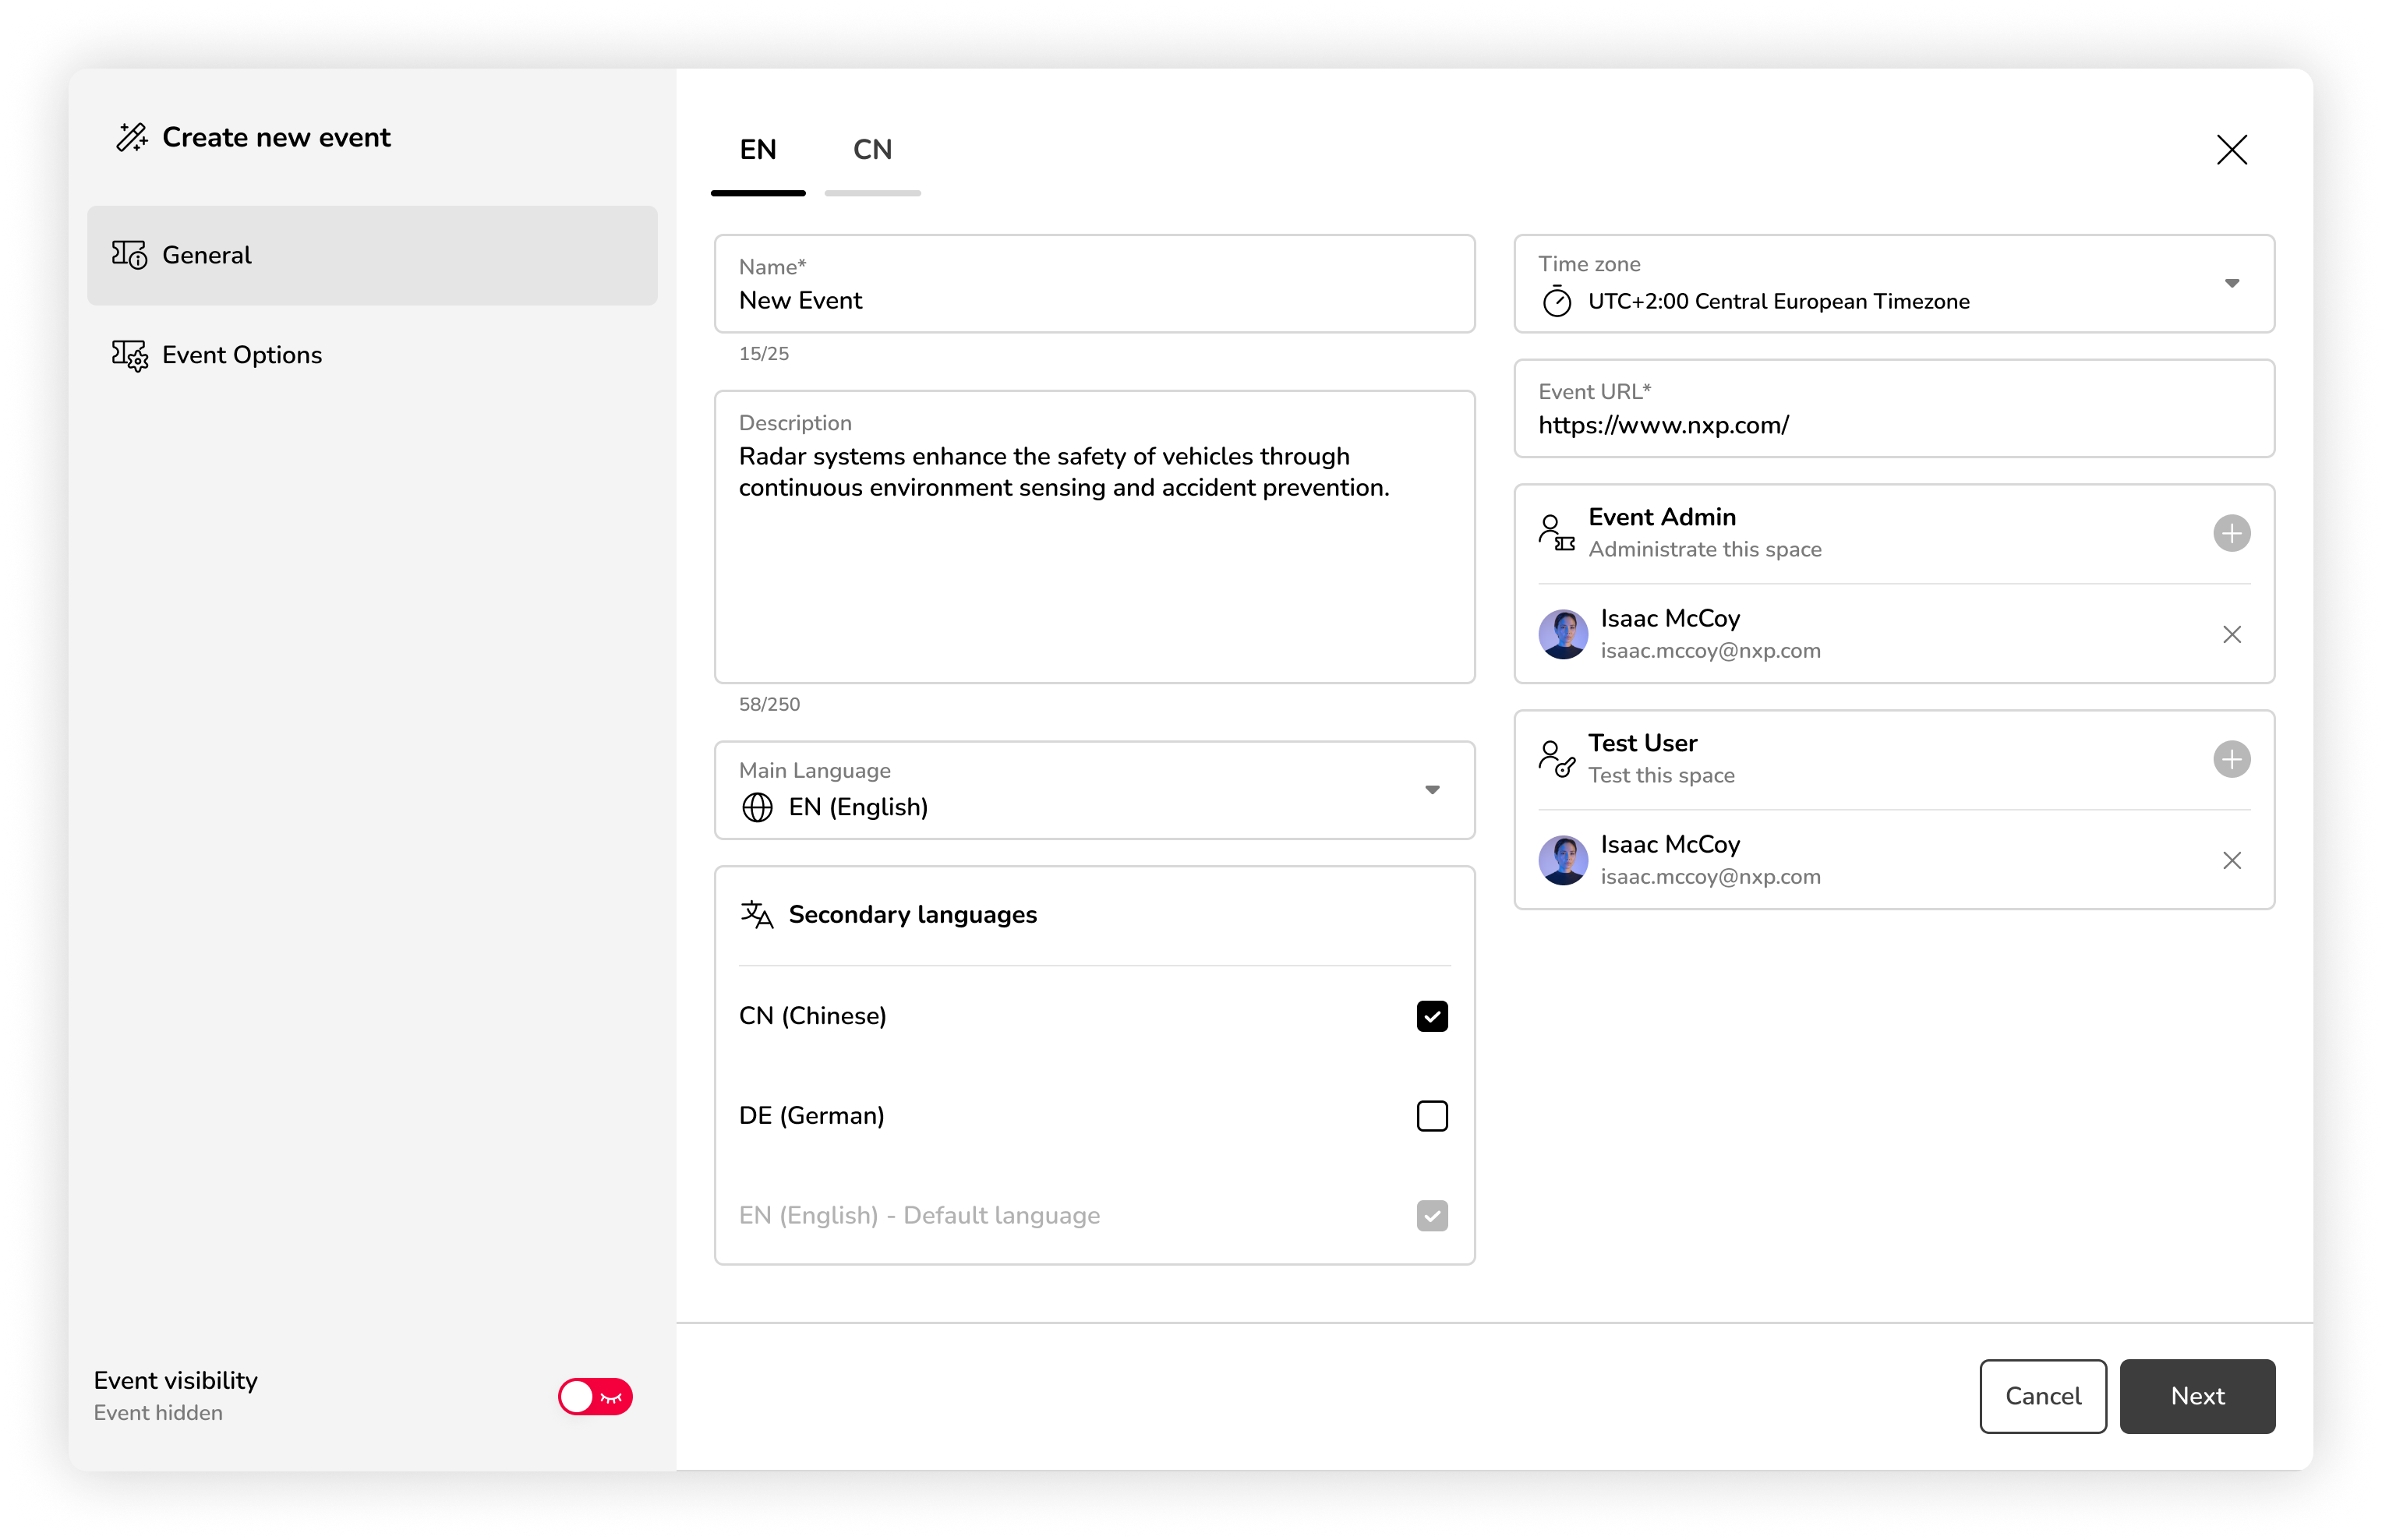 Create new event
General
Event Options
Event visibility
Event hidden
EN
CN
Name*
New Event
15/25
Description
Radar systems enhance the safety of vehicles through
continuous environment sensing and accident prevention.
58/250
Main Language
EN (English)
Secondary languages
CN (Chinese)
DE (German)
EN (English) - Default language
Time zone
UTC+2:00 Central European Timezone
Event URL*
https://www.nxp.com/
Event Admin
Administrate this space
Isaac McCoy
isaac.mccoy@nxp.com
Test User
Test this space
Isaac McCoy
isaac.mccoy@nxp.com
Cancel
Next